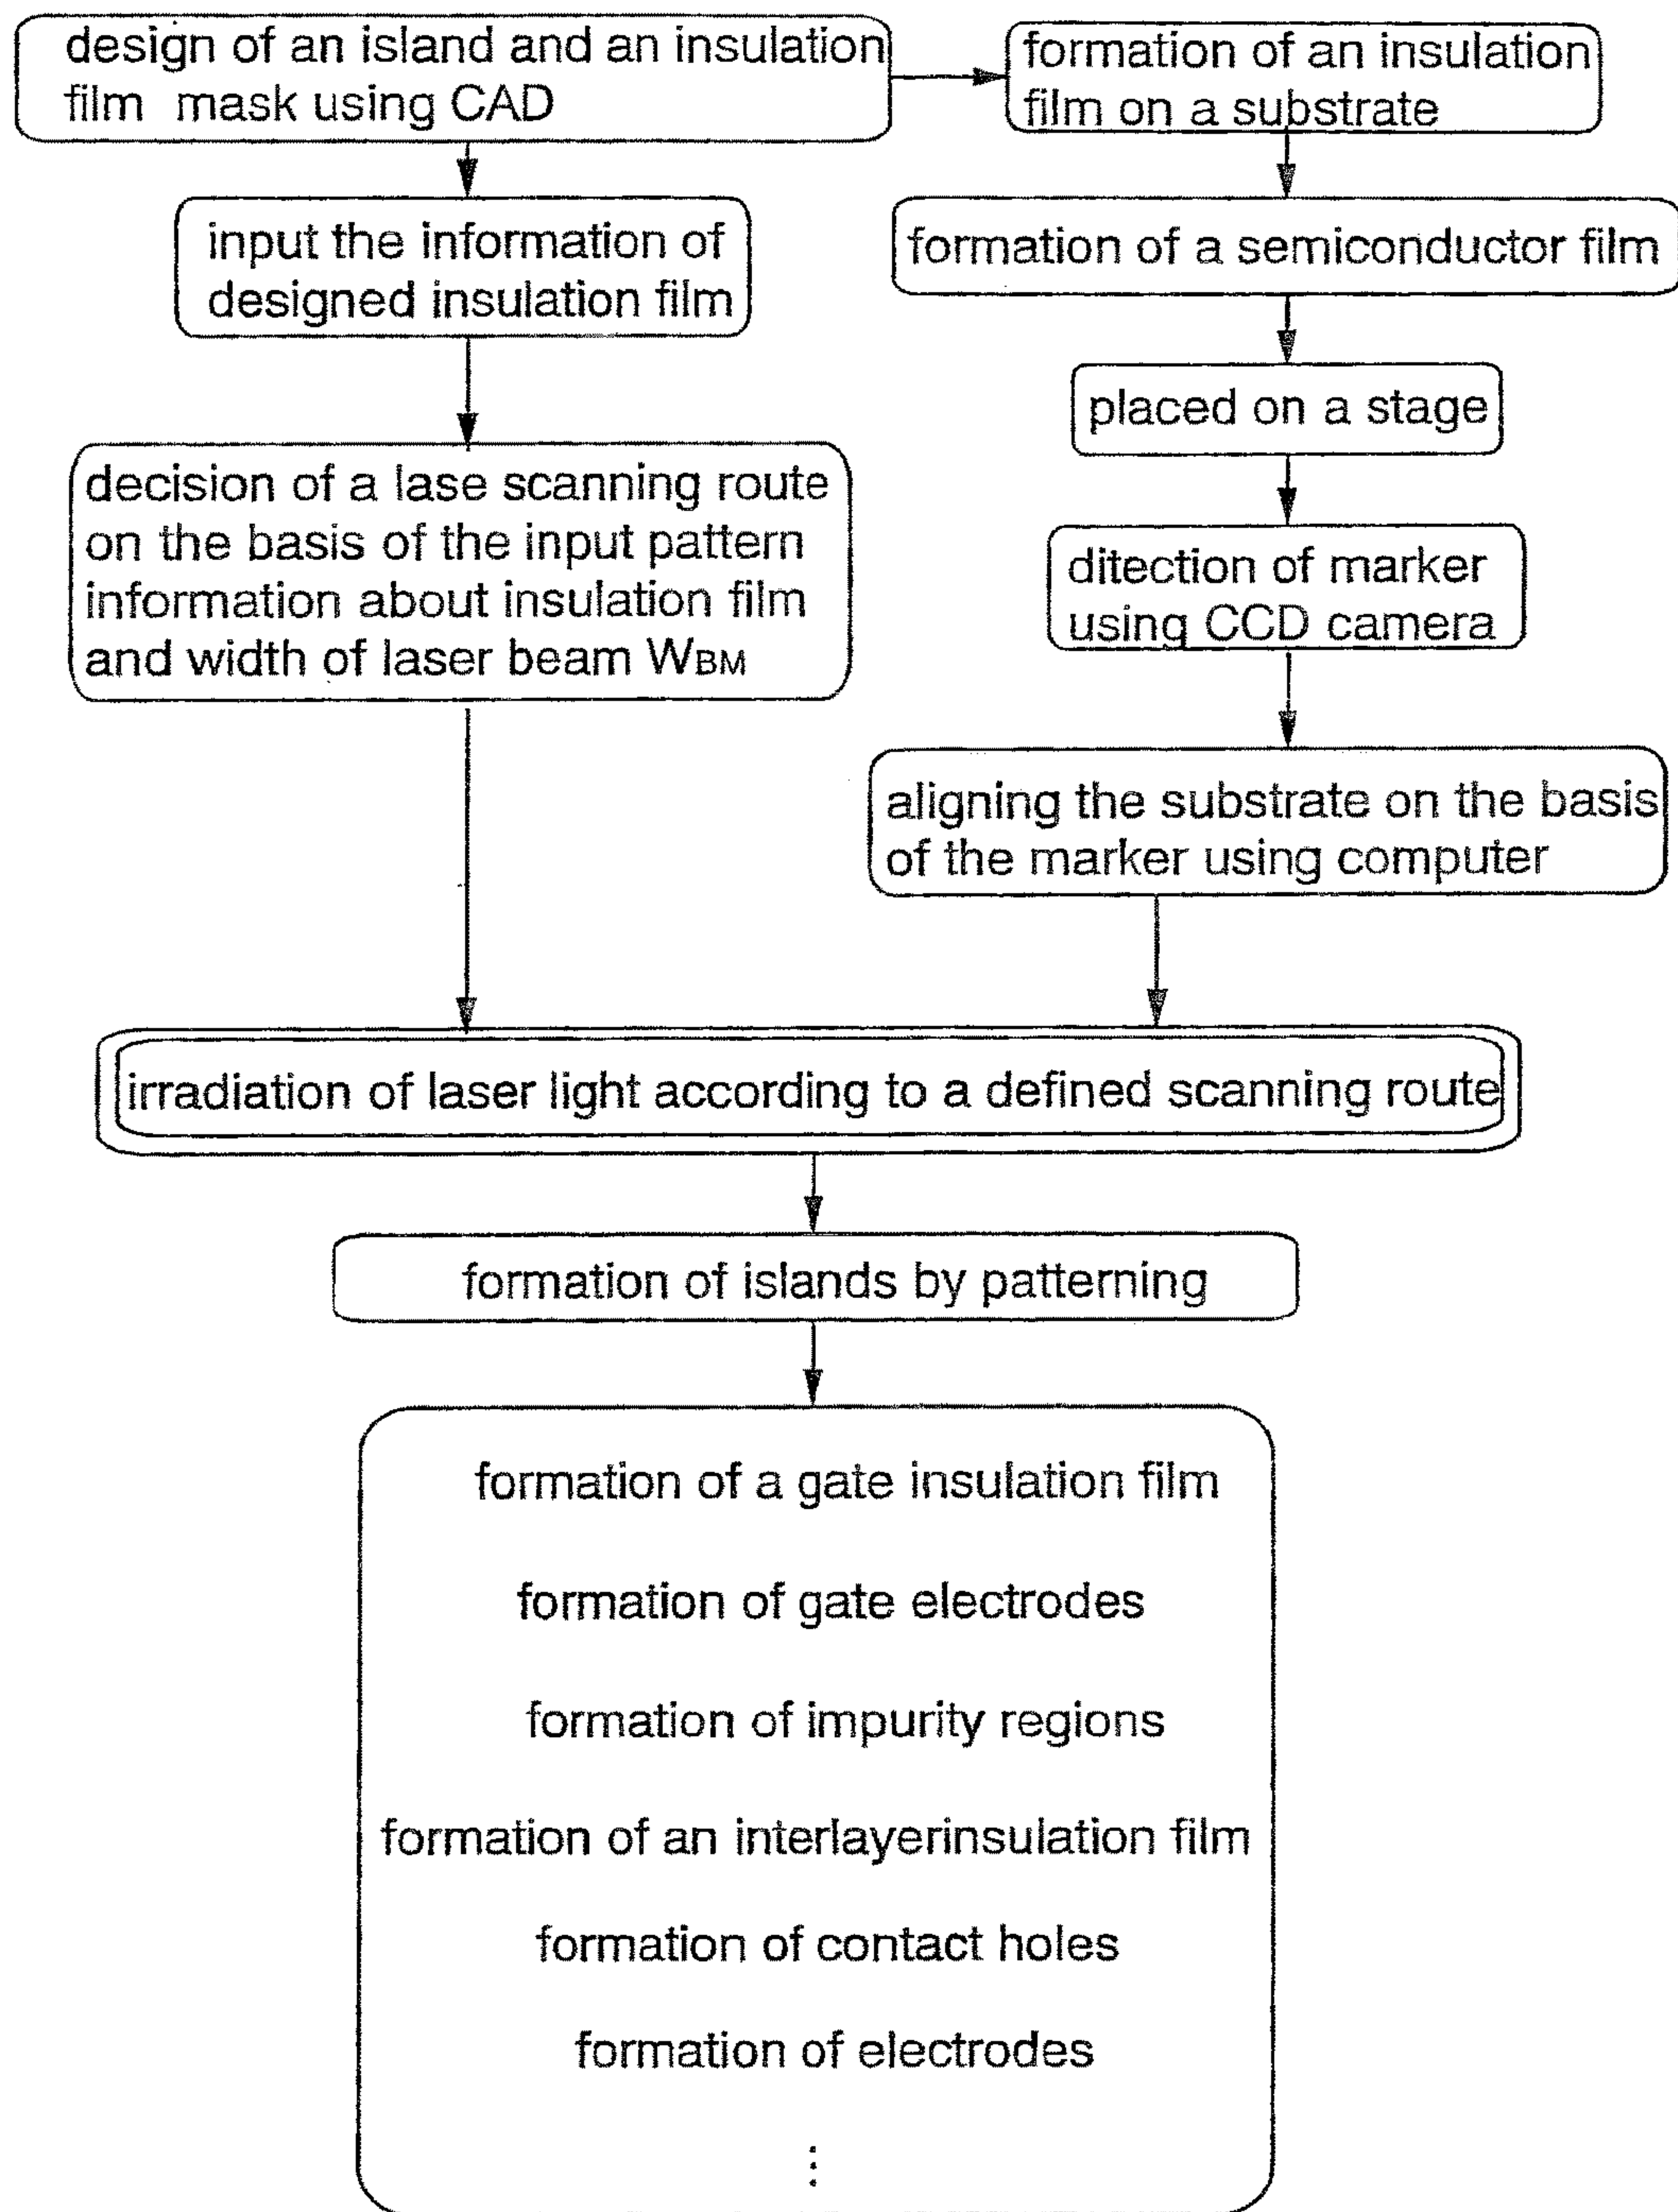 design of an island and an insulation
film mask using CAD
formation of an insulation
film on a substrate
input the information of
designed insulation film
formation of a semiconductor film
placed on a stage
decision of a lase scanning route
on the basis of the input pattern
information about insulation film
and width of laser beam WBM
ditection of marker
using CCD camera
aligning the substrate on the basis
of the marker using computer
irradiation of laser light according to a defined scanning route
formation of islands by patterning
formation of a gate insulation film
formation of gate electrodes
formation of impurity regions
formation of an interlayerinsulation film
formation of contact holes
formation of electrodes
⋮